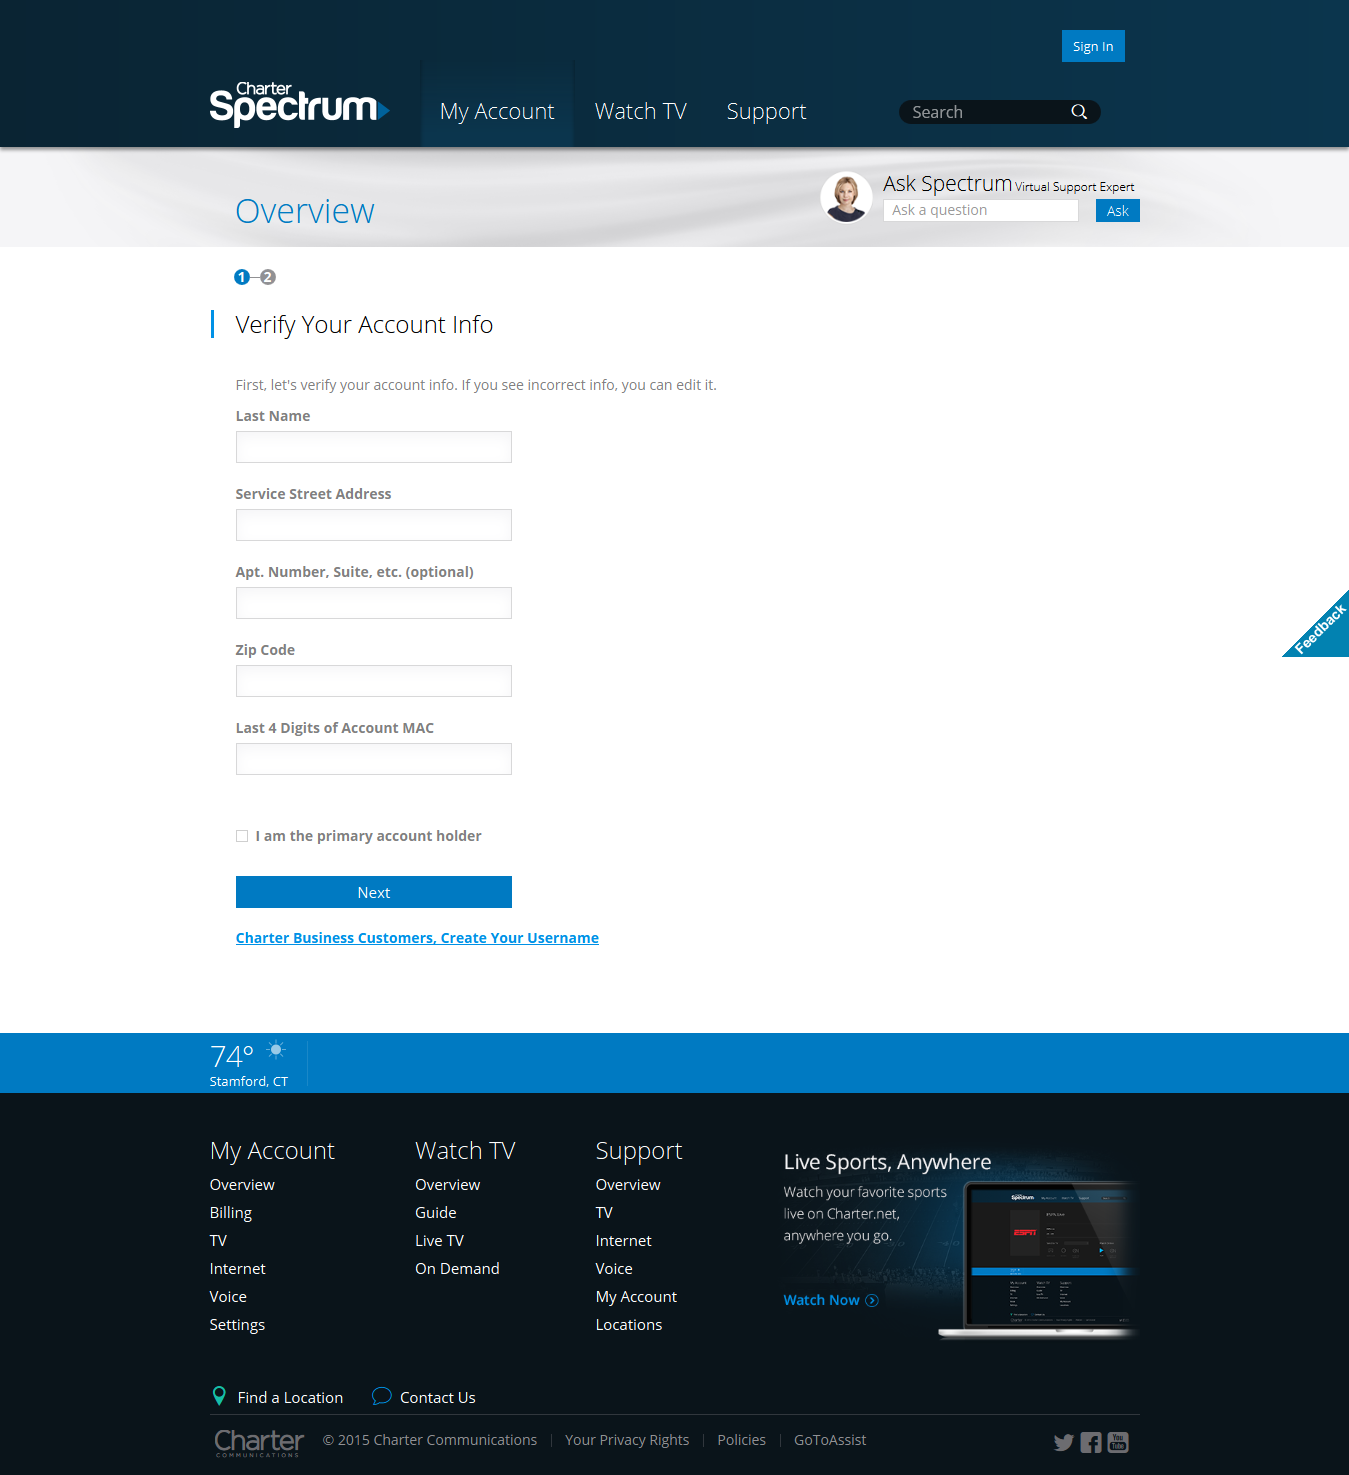 Sign In
Charter
Spectrum
My Account
Watch TV
Support
Search
Overview
Ask Spectrum Virtual Support Expert
Ask a question
Ask
1 2
Verify Your Account Info
First, let's verify your account info. If you see incorrect info, you can edit it.
Last Name
Service Street Address
Apt. Number, Suite, etc. (optional)
Feedback
Zip Code
Last 4 Digits of Account MAC
I am the primary account holder
Next
Charter Business Customers, Create Your Username
74°
Stamford, CT
My Account
Overview
Billing
TV
Internet
Voice
Settings
Watch TV
Overview
Guide
Live TV
On Demand
Support
Overview
TV
Internet
Voice
My Account
Locations
Live Sports, Anywhere
Watch your favorite sports
live on Charter.net,
anywhere you go.
Watch Now
Spectrum
ESPN
Find a Location
Contact Us
Charter
COMMUNICATIONS
© 2015 Charter Communications
Your Privacy Rights
Policies
GoToAssist
You
Tube